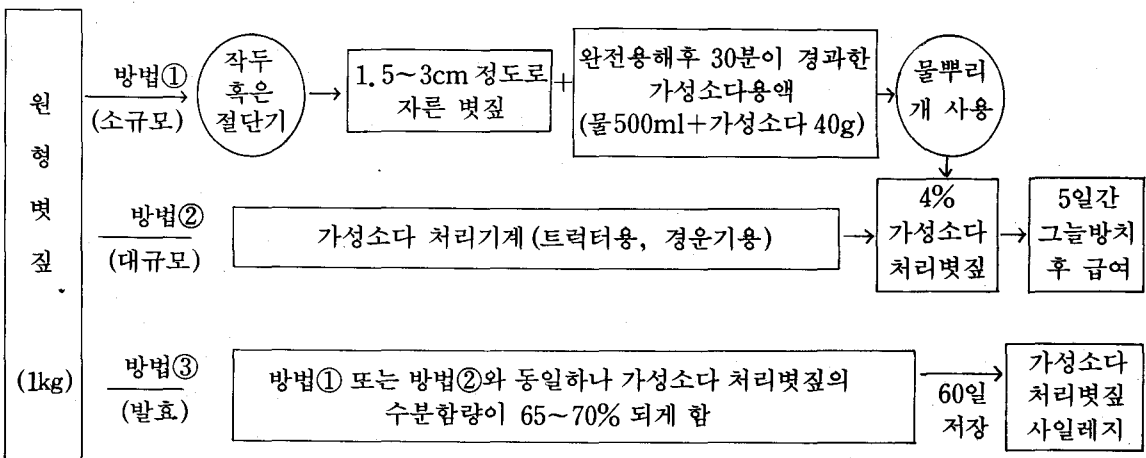 원
형
볏
짚
(1kg)
방법①
(소규모)
작두
혹은
절단기
1.5~3cm 정도로
자른 볏짚
+
완전용해후 30분이 경과한
가성소다용액
(물500ml+가성소다 40g)
물뿌리
개 사용
방법②
(대규모)
가성소다 처리기계(트럭터용, 경운기용)
4%
가성소다
처리볏짚
5일간
그늘방치
후 급여
방법③
(발효)
방법① 또는 방법②와 동일하나 가성소다 처리볏짚의
수분함량이 65~70% 되게 함
60일
저장
가성소다
처리볏짚
사일레지